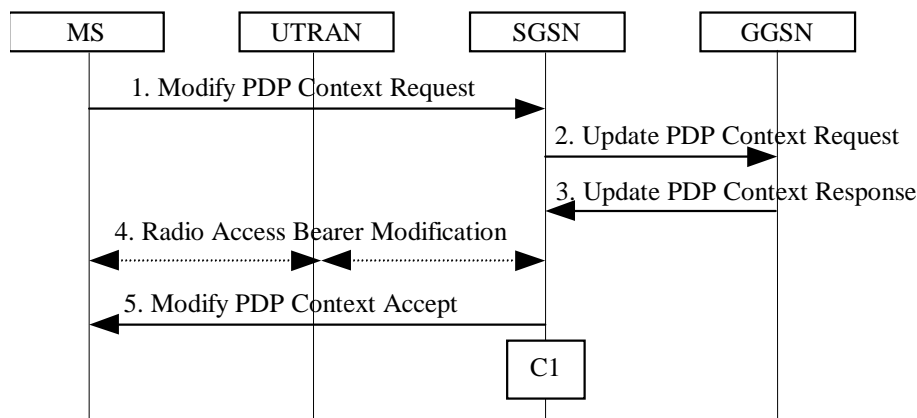 MS UTRAN SGSN GGSN
1. Modify PDP Context Request
2. Update PDP Context Request
3. Update PDP Context Response
4. Radio Access Bearer Modification
5. Modify PDP Context Accept
C1